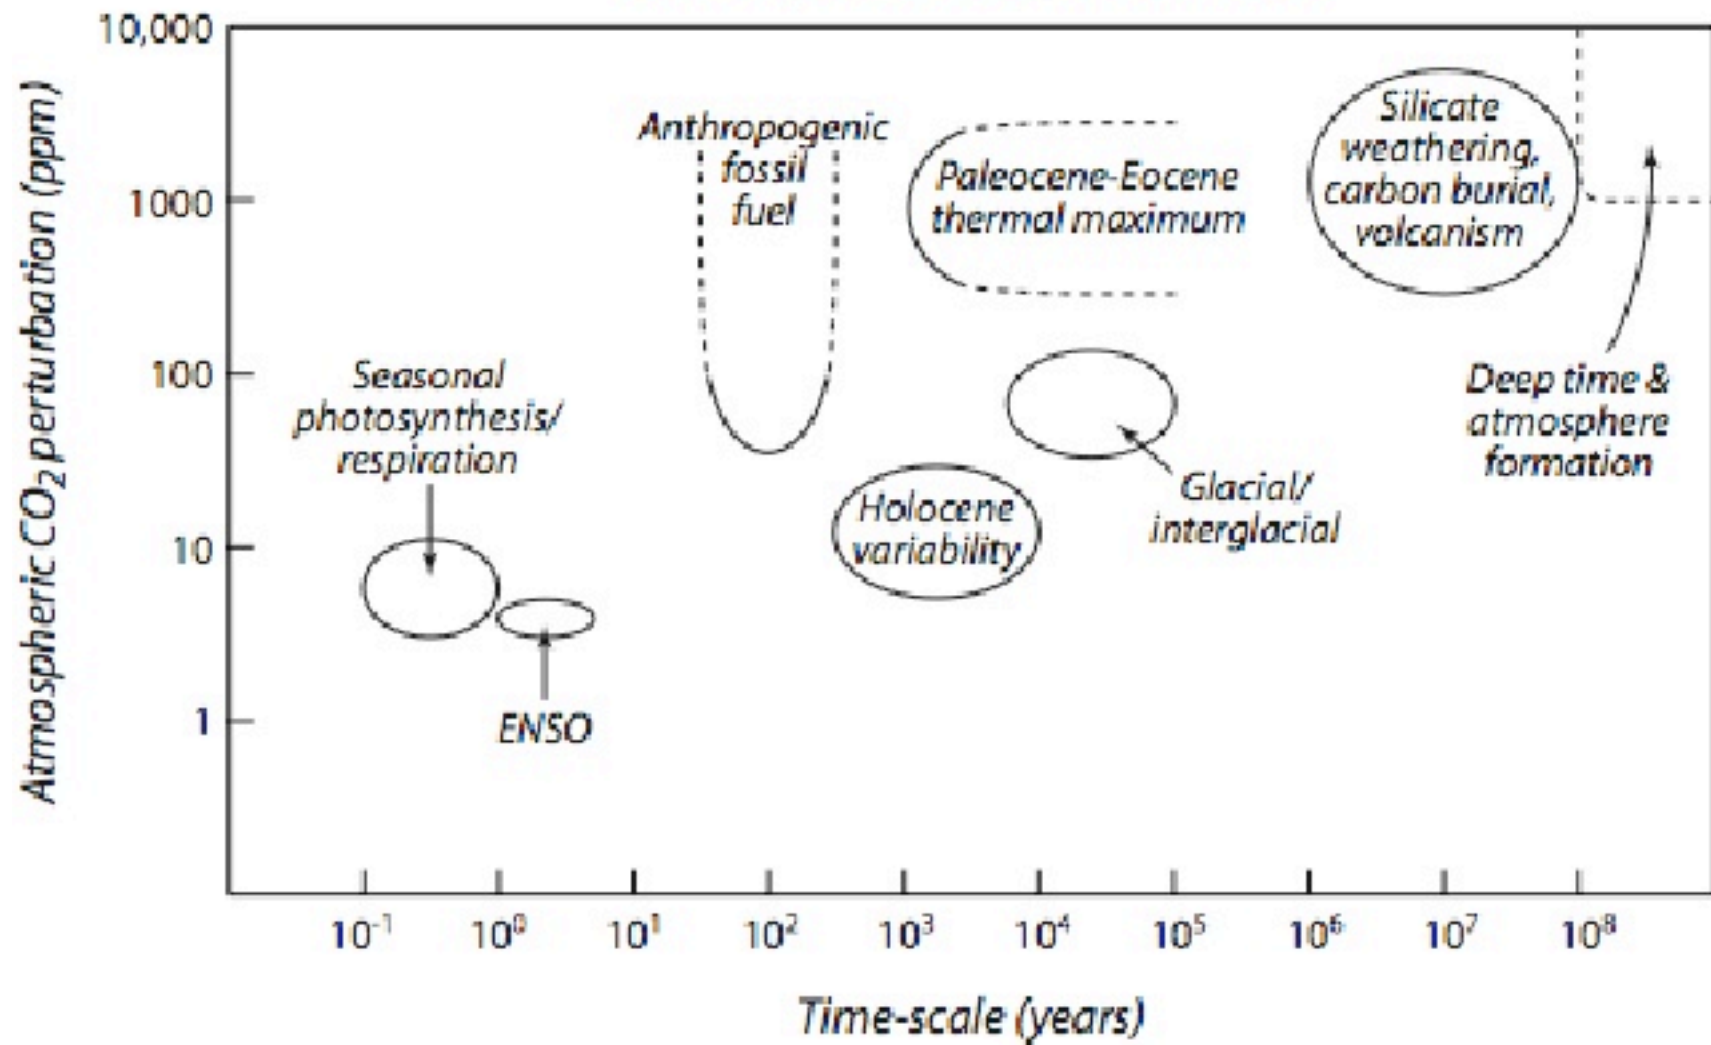 Atmospheric CO2 perturbation (ppm)
10,000
1000
100
10
1
Anthropogenic
fossil
fuel
Paleocene-Eocene
thermal maximum
Silicate
weathering,
carbon burial,
volcanism
Seasonal
photosynthesis/
respiration
Deep time &
atmosphere
formation
Glacial/
interglacial
Holocene
variability
ENSO
10-1 100 101 102 103 104 105 106 107 108
Time-scale (years)